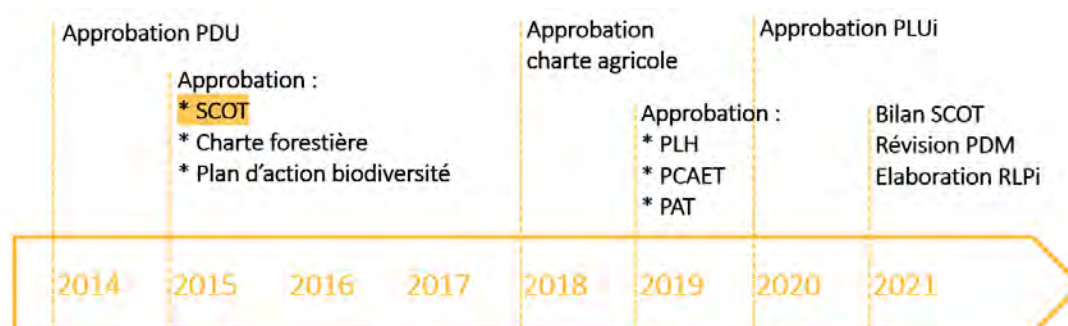 Approbation PDU
Approbation :
* SCOT
* Charte forestière
* Plan d'action biodiversité
Approbation
charte agricole
Approbation :
* PLH
* PCAET
* PAT
Approbation PLUi
Bilan SCOT
Révision PDM
Elaboration RLPi
2014 2015 2016 2017 2018 2019 2020 2021